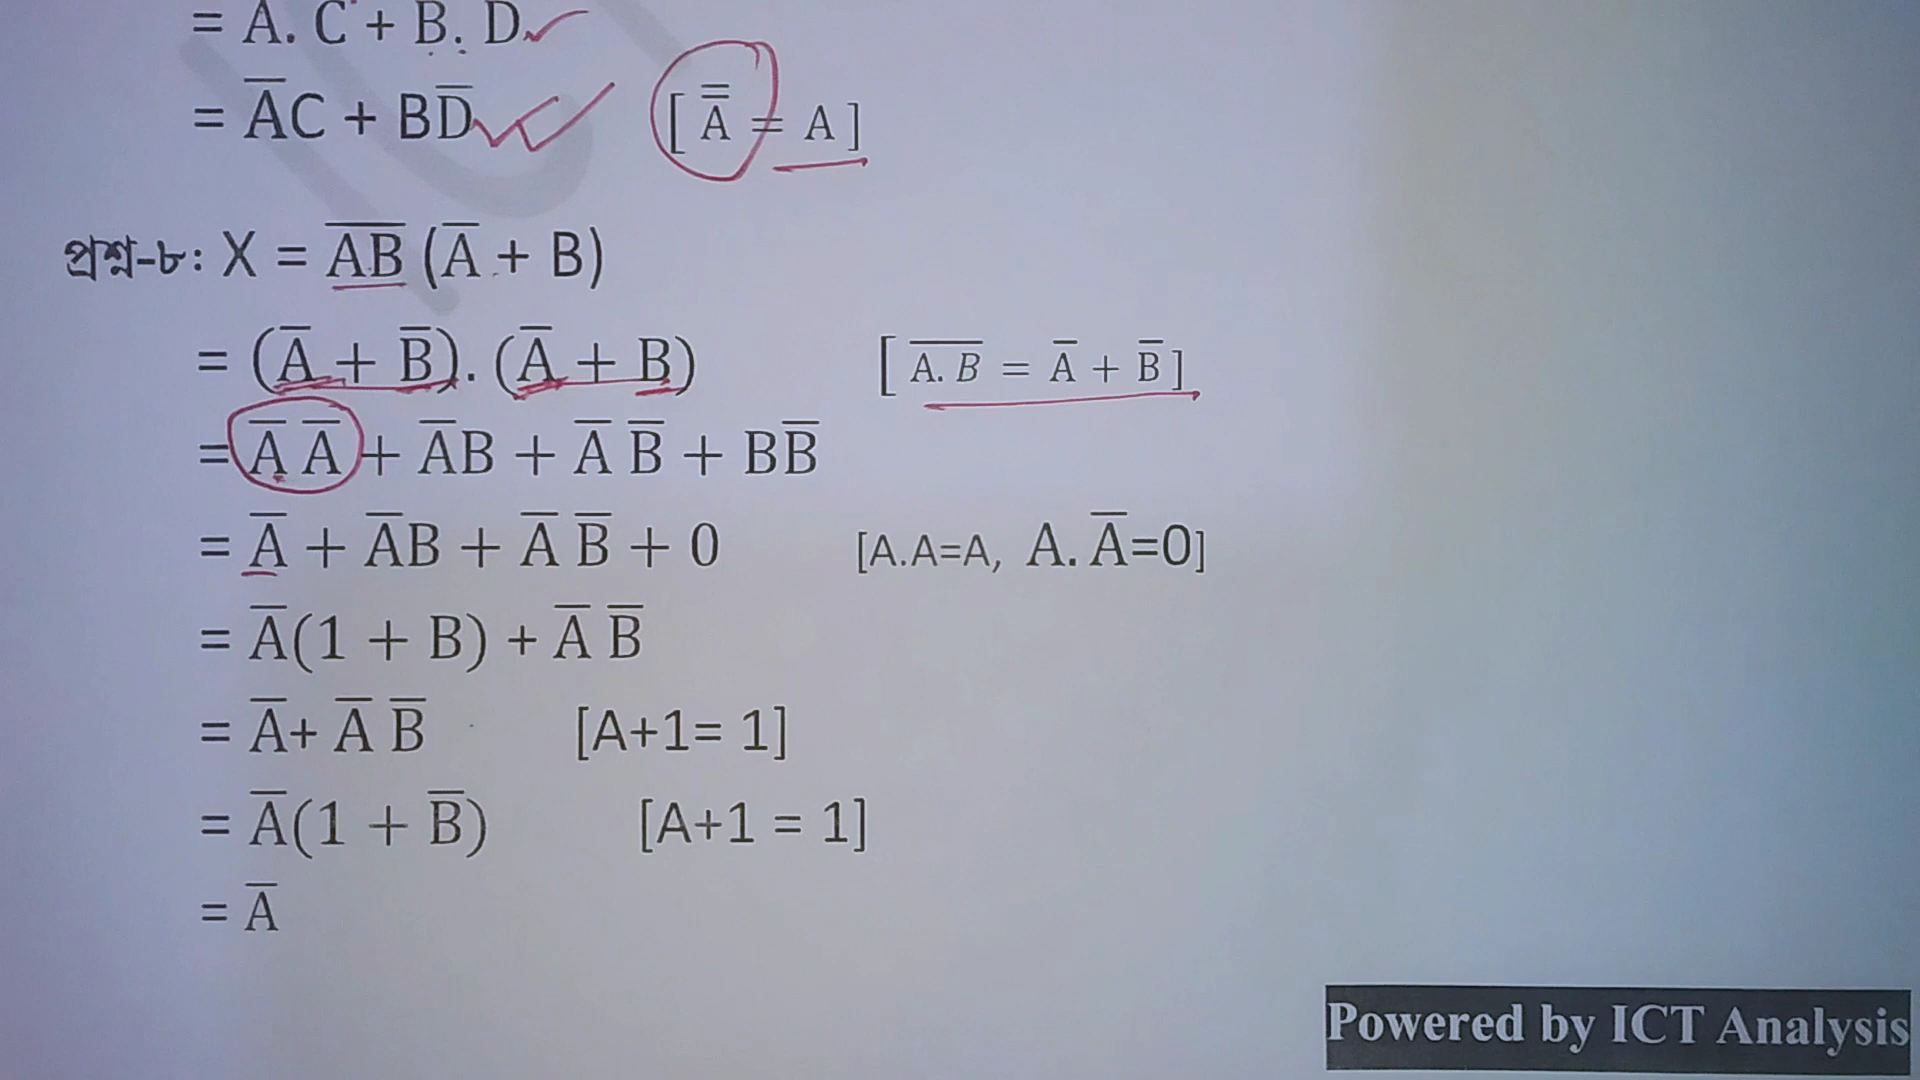 = A. C + B. D
= A̅C + BD̅ [ A̿ = A ]
প্রশ্ন-৮: X = A̅B̅ (A̅ + B)
= (A̅ + B̅). (A̅ + B) [ A̅.̅ ̅B̅ = A̅ + B̅ ]
= A̅ A̅ + A̅B + A̅ B̅ + BB̅
= A̅ + A̅B + A̅ B̅ + 0 [A.A=A, A. A̅=0]
= A̅(1 + B) + A̅ B̅
= A̅+ A̅ B̅ [A+1= 1]
= A̅(1 + B̅) [A+1 = 1]
= A̅
Powered by ICT Analysis